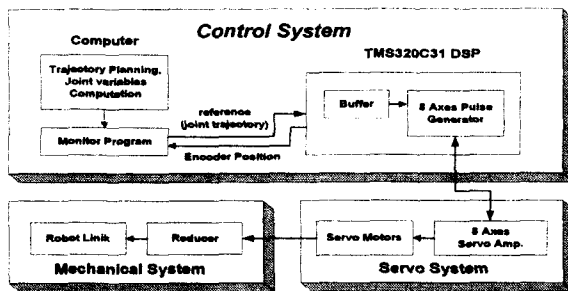 Control System
Computer
TMS320C31 DSP
Trajectory Planning,
Joint variables
Computation
Monitor Program
reference
(joint trajectory)
Encoder Position
Buffer
8 Axes Pulse
Generator
Robot Linik
Reducer
Mechanical System
Servo Motors
8 Axes
Servo Amp.
Servo System